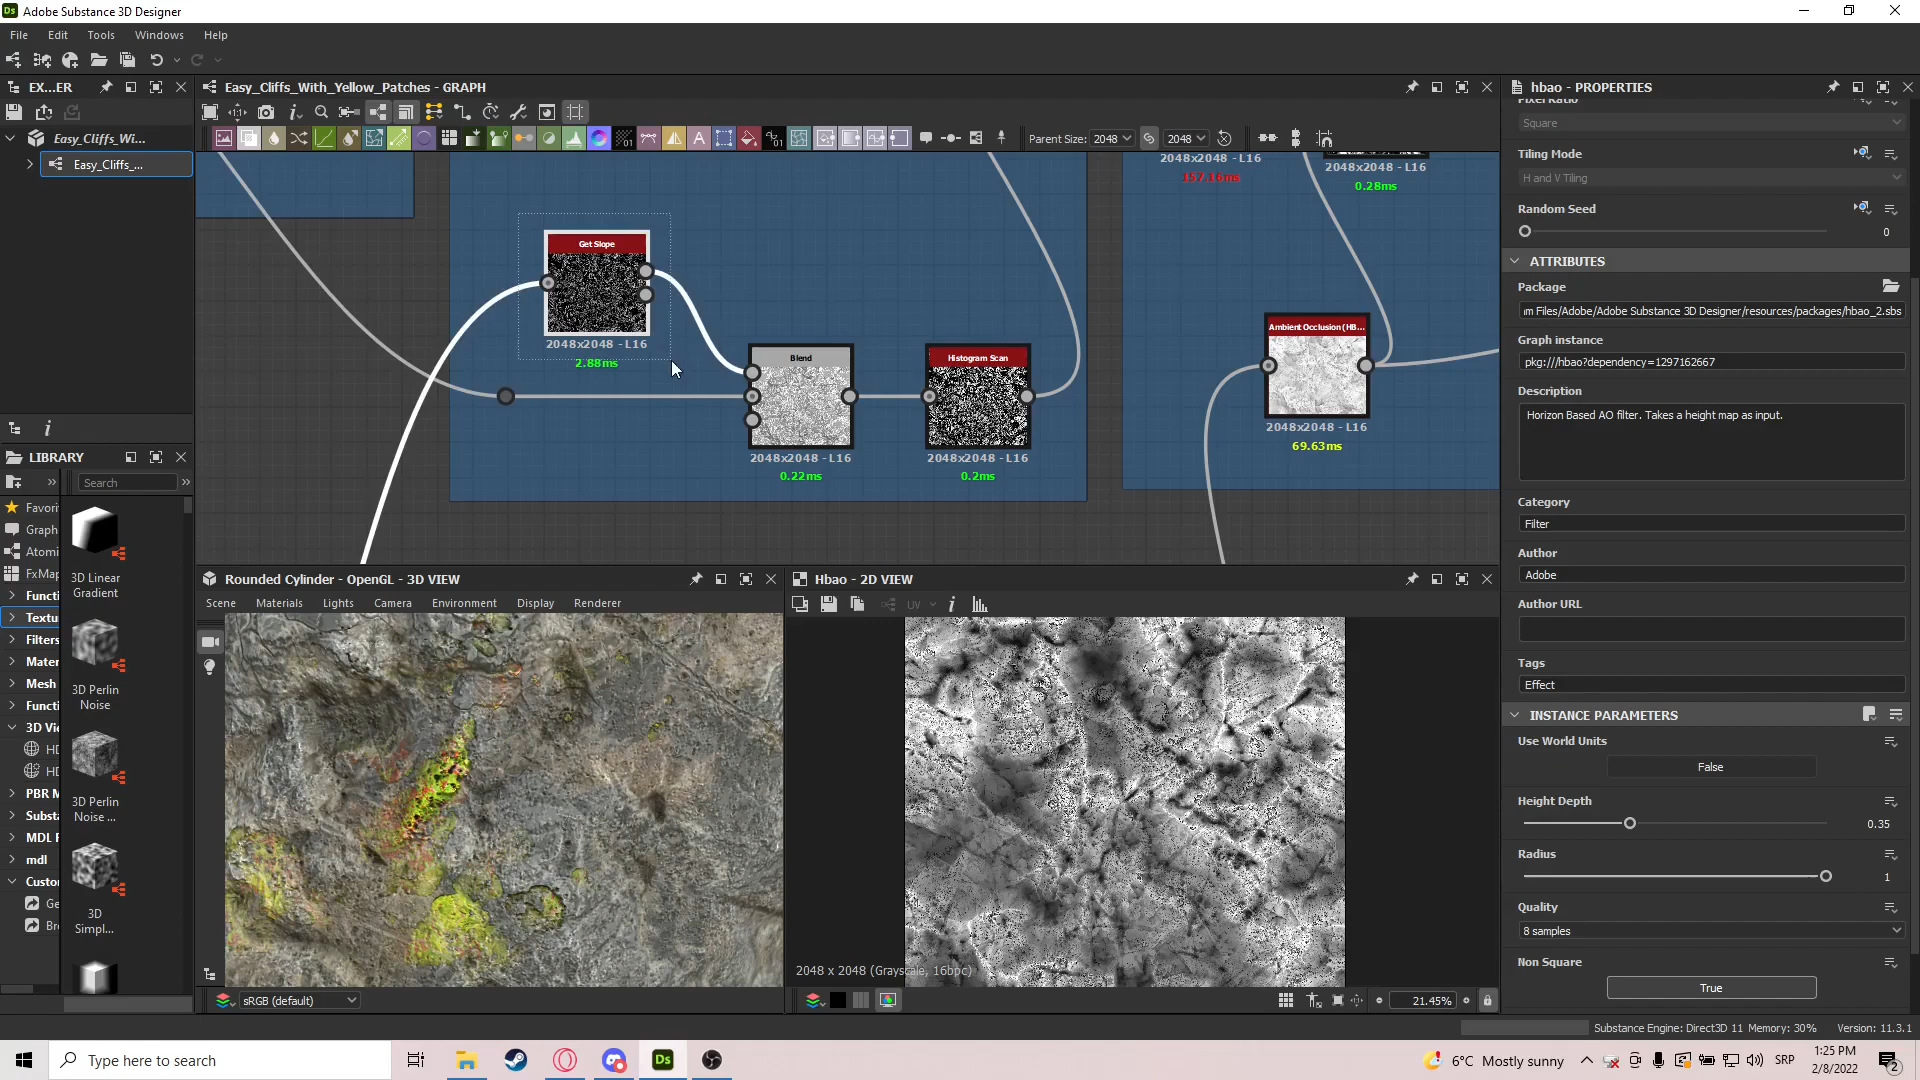 Ds Adobe Substance 3D Designer
File Edit Tools Windows Help
EX...ER
Easy_Cliffs_With_Yellow_Patches - GRAPH
hbao - PROPERTIES
Pixel Ratio
Square
Easy_Cliffs_Wi...
Easy_Cliffs_...
Parent Size: 2048 2048
2048x2048 - L16
157.16ms
2048x2048 - L16
0.28ms
Tiling Mode
H and V Tiling
Random Seed
0
Get Slope
2048x2048 - L16
2.88ms
Blend
2048x2048 - L16
0.22ms
Histogram Scan
2048x2048 - L16
0.2ms
Ambient Occlusion (HB...
2048x2048 - L16
69.63ms
ATTRIBUTES
Package
m Files/Adobe/Adobe Substance 3D Designer/resources/packages/hbao_2.sbs
Graph instance
pkg:///hbao?dependency=1297162667
Description
Horizon Based AO filter. Takes a height map as input.
Category
Filter
Author
Adobe
Author URL
Tags
Effect
INSTANCE PARAMETERS
Use World Units
False
Height Depth
0.35
Radius
1
Quality
8 samples
Non Square
True
LIBRARY
Search
Favori
Graph
Atomi
FxMap
Functi
Textu
Filters
Mater
Mesh
Functi
3D Vi
HD
HD
PBR M
Substa
MDL F
mdl
Custo
Ge
Br
3D Linear
Gradient
3D Perlin
Noise
3D Perlin
Noise ...
3D
Simpl...
Rounded Cylinder - OpenGL - 3D VIEW
Scene Materials Lights Camera Environment Display Renderer
sRGB (default)
Hbao - 2D VIEW
UV
2048 x 2048 (Grayscale, 16bpc)
21.45%
Substance Engine: Direct3D 11 Memory: 30% Version: 11.3.1
Type here to search
Ds
6°C Mostly sunny
SRP
1:25 PM
2/8/2022
2